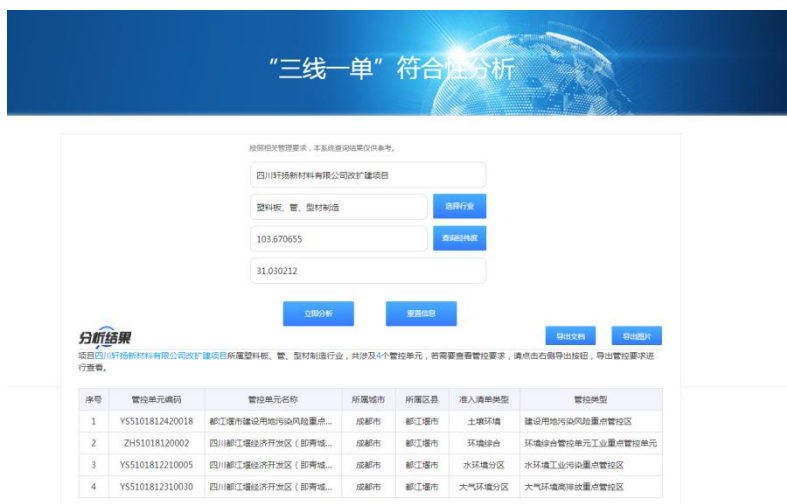 “三线一单”符合性分析
按照相关管理要求，本系统查询结果仅供参考。
四川轩扬新材料有限公司改扩建项目
塑料板、管、型材制造 选择行业
103.670655 查询经纬度
31.030212
立即分析 重置信息
分析结果 导出文档 导出图片
项目四川轩扬新材料有限公司改扩建项目所属塑料板、管、型材制造行业，共涉及4个管控单元，若需要查看管控要求，请点击右侧导出按钮，导出管控要求进
行查看。
序号 管控单元编码 管控单元名称 所属城市 所属区县 准入清单类型 管控类型
1 YS5101812420018 都江堰市建设用地污染风险重点... 成都市 都江堰市 土壤环境 建设用地污染风险重点管控区
2 ZH51018120002 四川都江堰经济开发区（即青城... 成都市 都江堰市 环境综合 环境综合管控单元工业重点管控单元
3 YS5101812210005 四川都江堰经济开发区（即青城... 成都市 都江堰市 水环境分区 水环境工业污染重点管控区
4 YS5101812310030 四川都江堰经济开发区（即青城... 成都市 都江堰市 大气环境分区 大气环境高排放重点管控区